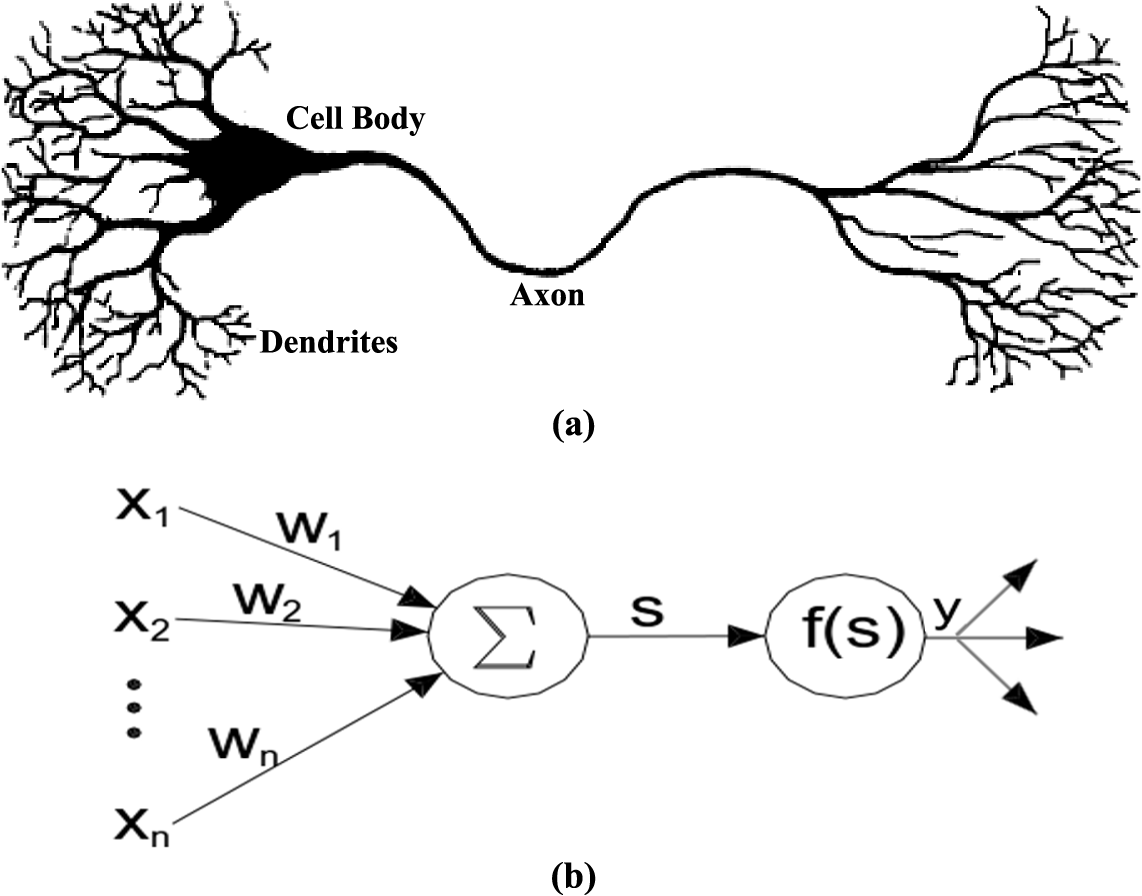 Cell Body
Axon
Dendrites
(a)
x₁
w₁
x₂
w₂
Σ
s
f(s)
y
wₙ
xₙ
(b)